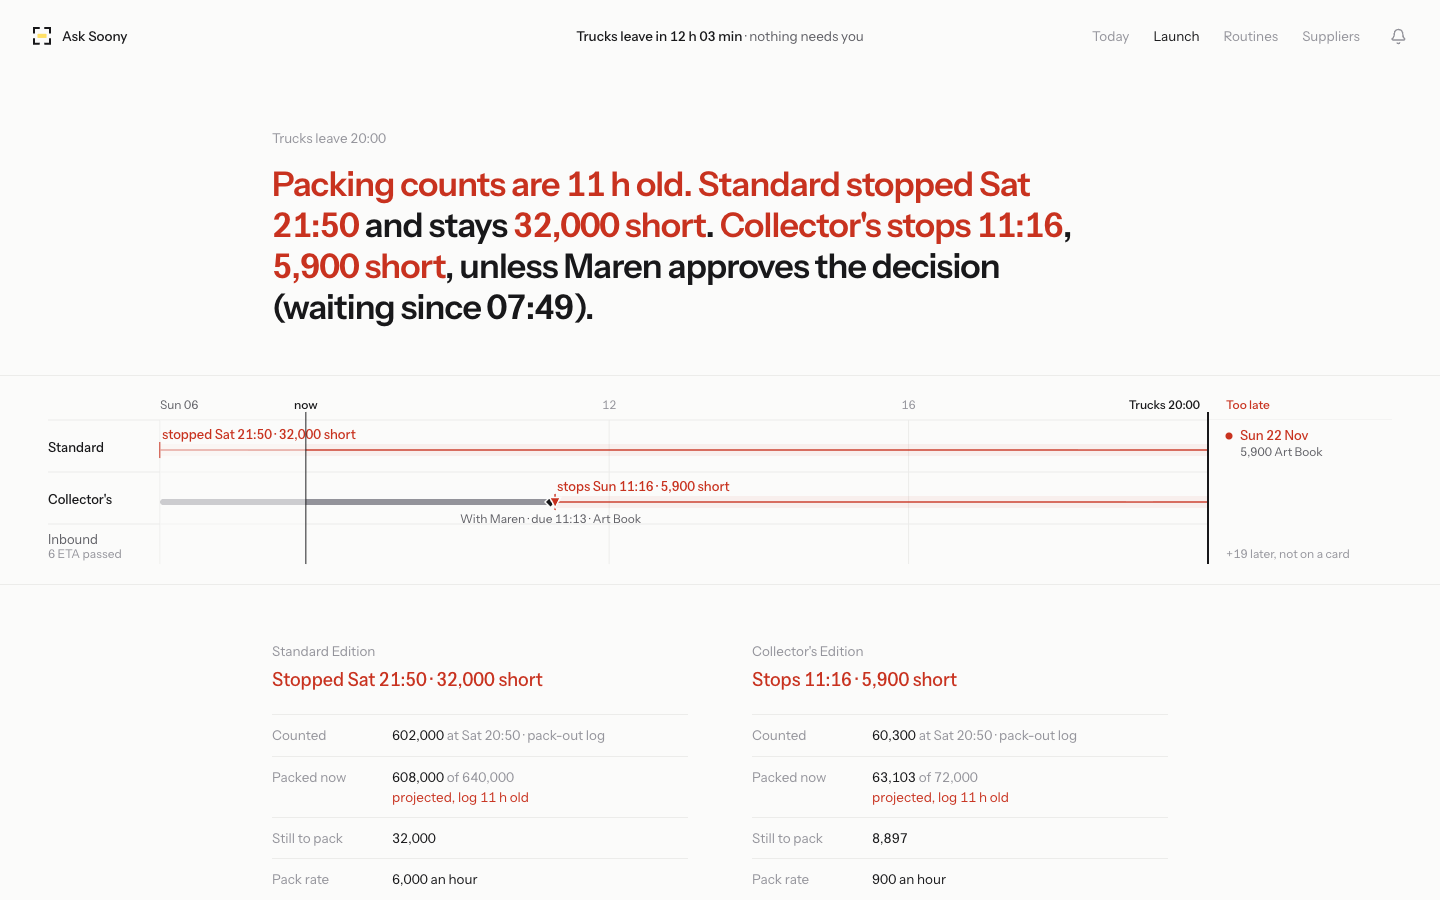 Ask Soony
Trucks leave in 12 h 03 min · nothing needs you
Today
Launch
Routines
Suppliers
Trucks leave 20:00
Packing counts are 11 h old. Standard stopped Sat
21:50 and stays 32,000 short. Collector's stops 11:16,
5,900 short, unless Maren approves the decision
(waiting since 07:49).
Sun 06
now
12
16
Trucks 20:00
Too late
Standard
stopped Sat 21:50 · 32,000 short
Sun 22 Nov
5,900 Art Book
Collector's
stops Sun 11:16 · 5,900 short
With Maren · due 11:13 · Art Book
Inbound
6 ETA passed
+19 later, not on a card
Standard Edition
Stopped Sat 21:50 · 32,000 short
Counted
602,000 at Sat 20:50 · pack-out log
Packed now
608,000 of 640,000
projected, log 11 h old
Still to pack
32,000
Pack rate
6,000 an hour
Collector's Edition
Stops 11:16 · 5,900 short
Counted
60,300 at Sat 20:50 · pack-out log
Packed now
63,103 of 72,000
projected, log 11 h old
Still to pack
8,897
Pack rate
900 an hour